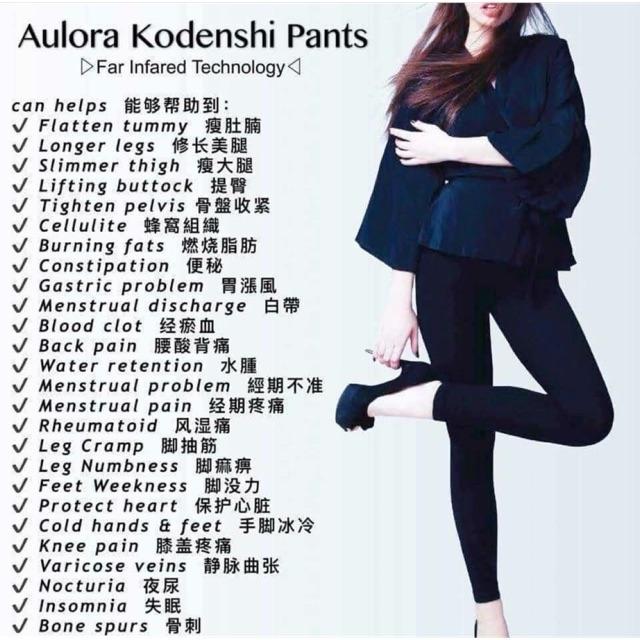 Aulora Kodenshi Pants
▷Far Infared Technology◁
can helps 能够帮助到：
✓ Flatten tummy 瘦肚腩
✓ Longer legs 修长美腿
✓ Slimmer thigh 瘦大腿
✓ Lifting buttock 提臀
✓ Tighten pelvis 骨盤收紧
✓ Cellulite 蜂窩組織
✓ Burning fats 燃烧脂肪
✓ Constipation 便秘
✓ Gastric problem 胃漲風
✓ Menstrual discharge 白帶
✓ Blood clot 经瘀血
✓ Back pain 腰酸背痛
✓ Water retention 水腫
✓ Menstrual problem 經期不准
✓ Menstrual pain 经期疼痛
✓ Rheumatoid 风湿痛
✓ Leg Cramp 脚抽筋
✓ Leg Numbness 脚麻痹
✓ Feet Weekness 脚没力
✓ Protect heart 保护心脏
✓ Cold hands & feet 手脚冰冷
✓ Knee pain 膝盖疼痛
✓ Varicose veins 静脉曲张
✓ Nocturia 夜尿
✓ Insomnia 失眠
✓ Bone spurs 骨刺